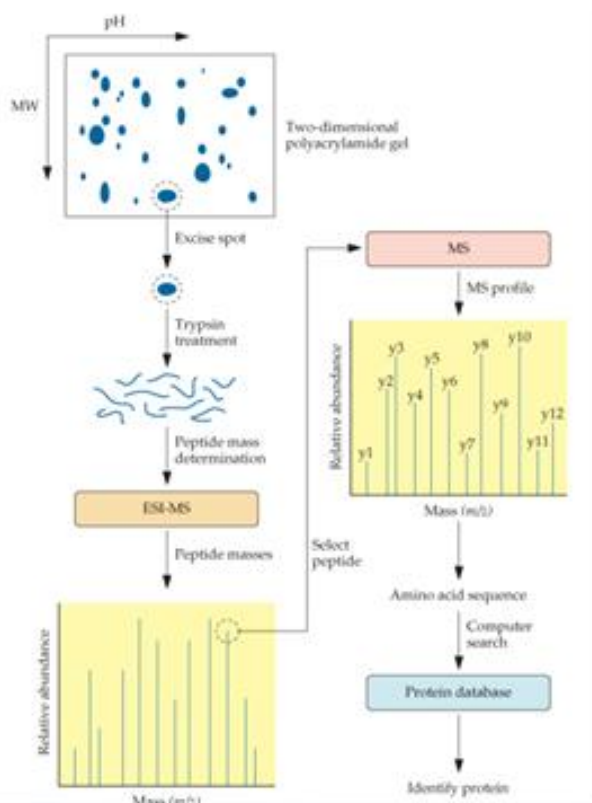 pH
MW
Two-dimensional
polyacrylamide gel
Excise spot
Trypsin
treatment
Peptide mass
determination
ESI-MS
Peptide masses
Relative abundance
Mass (m/z)
Select
peptide
MS
MS profile
Relative abundance
y1
y2
y3
y4
y5
y6
y7
y8
y9
y10
y11
y12
Mass (m/z)
Amino acid sequence
Computer
search
Protein database
Identify protein